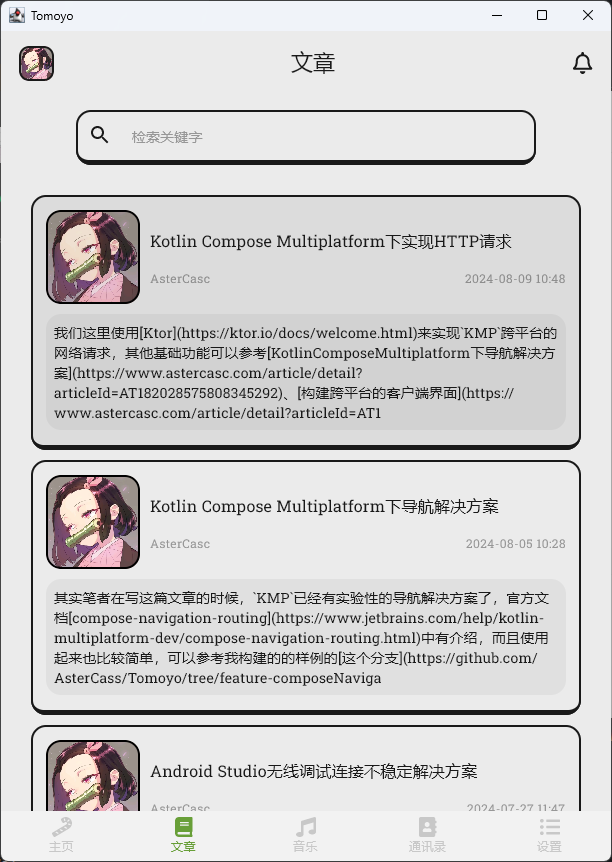 Tomoyo
文章
检索关键字
Kotlin Compose Multiplatform下实现HTTP请求
AsterCasc 2024-08-09 10:48
我们这里使用[Ktor](https://ktor.io/docs/welcome.html)来实现`KMP`跨平台的
网络请求，其他基础功能可以参考[KotlinComposeMultiplatform下导航解决方
案](https://www.astercasc.com/article/detail?
articleId=AT182028575808345292)、[构建跨平台的客户端界面](https://
www.astercasc.com/article/detail?articleId=AT1
Kotlin Compose Multiplatform下导航解决方案
AsterCasc 2024-08-05 10:28
其实笔者在写这篇文章的时候，`KMP`已经有实验性的导航解决方案了，官方文
档[compose-navigation-routing](https://www.jetbrains.com/help/kotlin-
multiplatform-dev/compose-navigation-routing.html)中有介绍，而且使用
起来也比较简单，可以参考我构建的的样例的[这个分支](https://github.com/
AsterCass/Tomoyo/tree/feature-composeNaviga
Android Studio无线调试连接不稳定解决方案
AsterCasc 2024-07-27 11:47
主页 文章 音乐 通讯录 设置